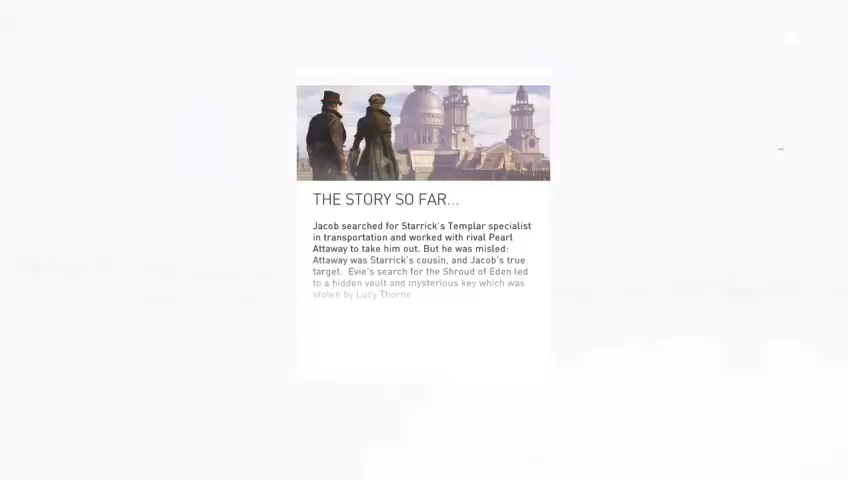 THE STORY SO FAR...
Jacob searched for Starrick's Templar specialist
in transportation and worked with rival Pearl
Attaway to take him out. But he was misled:
Attaway was Starrick's cousin, and Jacob's true
target. Evie's search for the Shroud of Eden led
to a hidden vault and mysterious key which was
stolen by Lucy Thorne